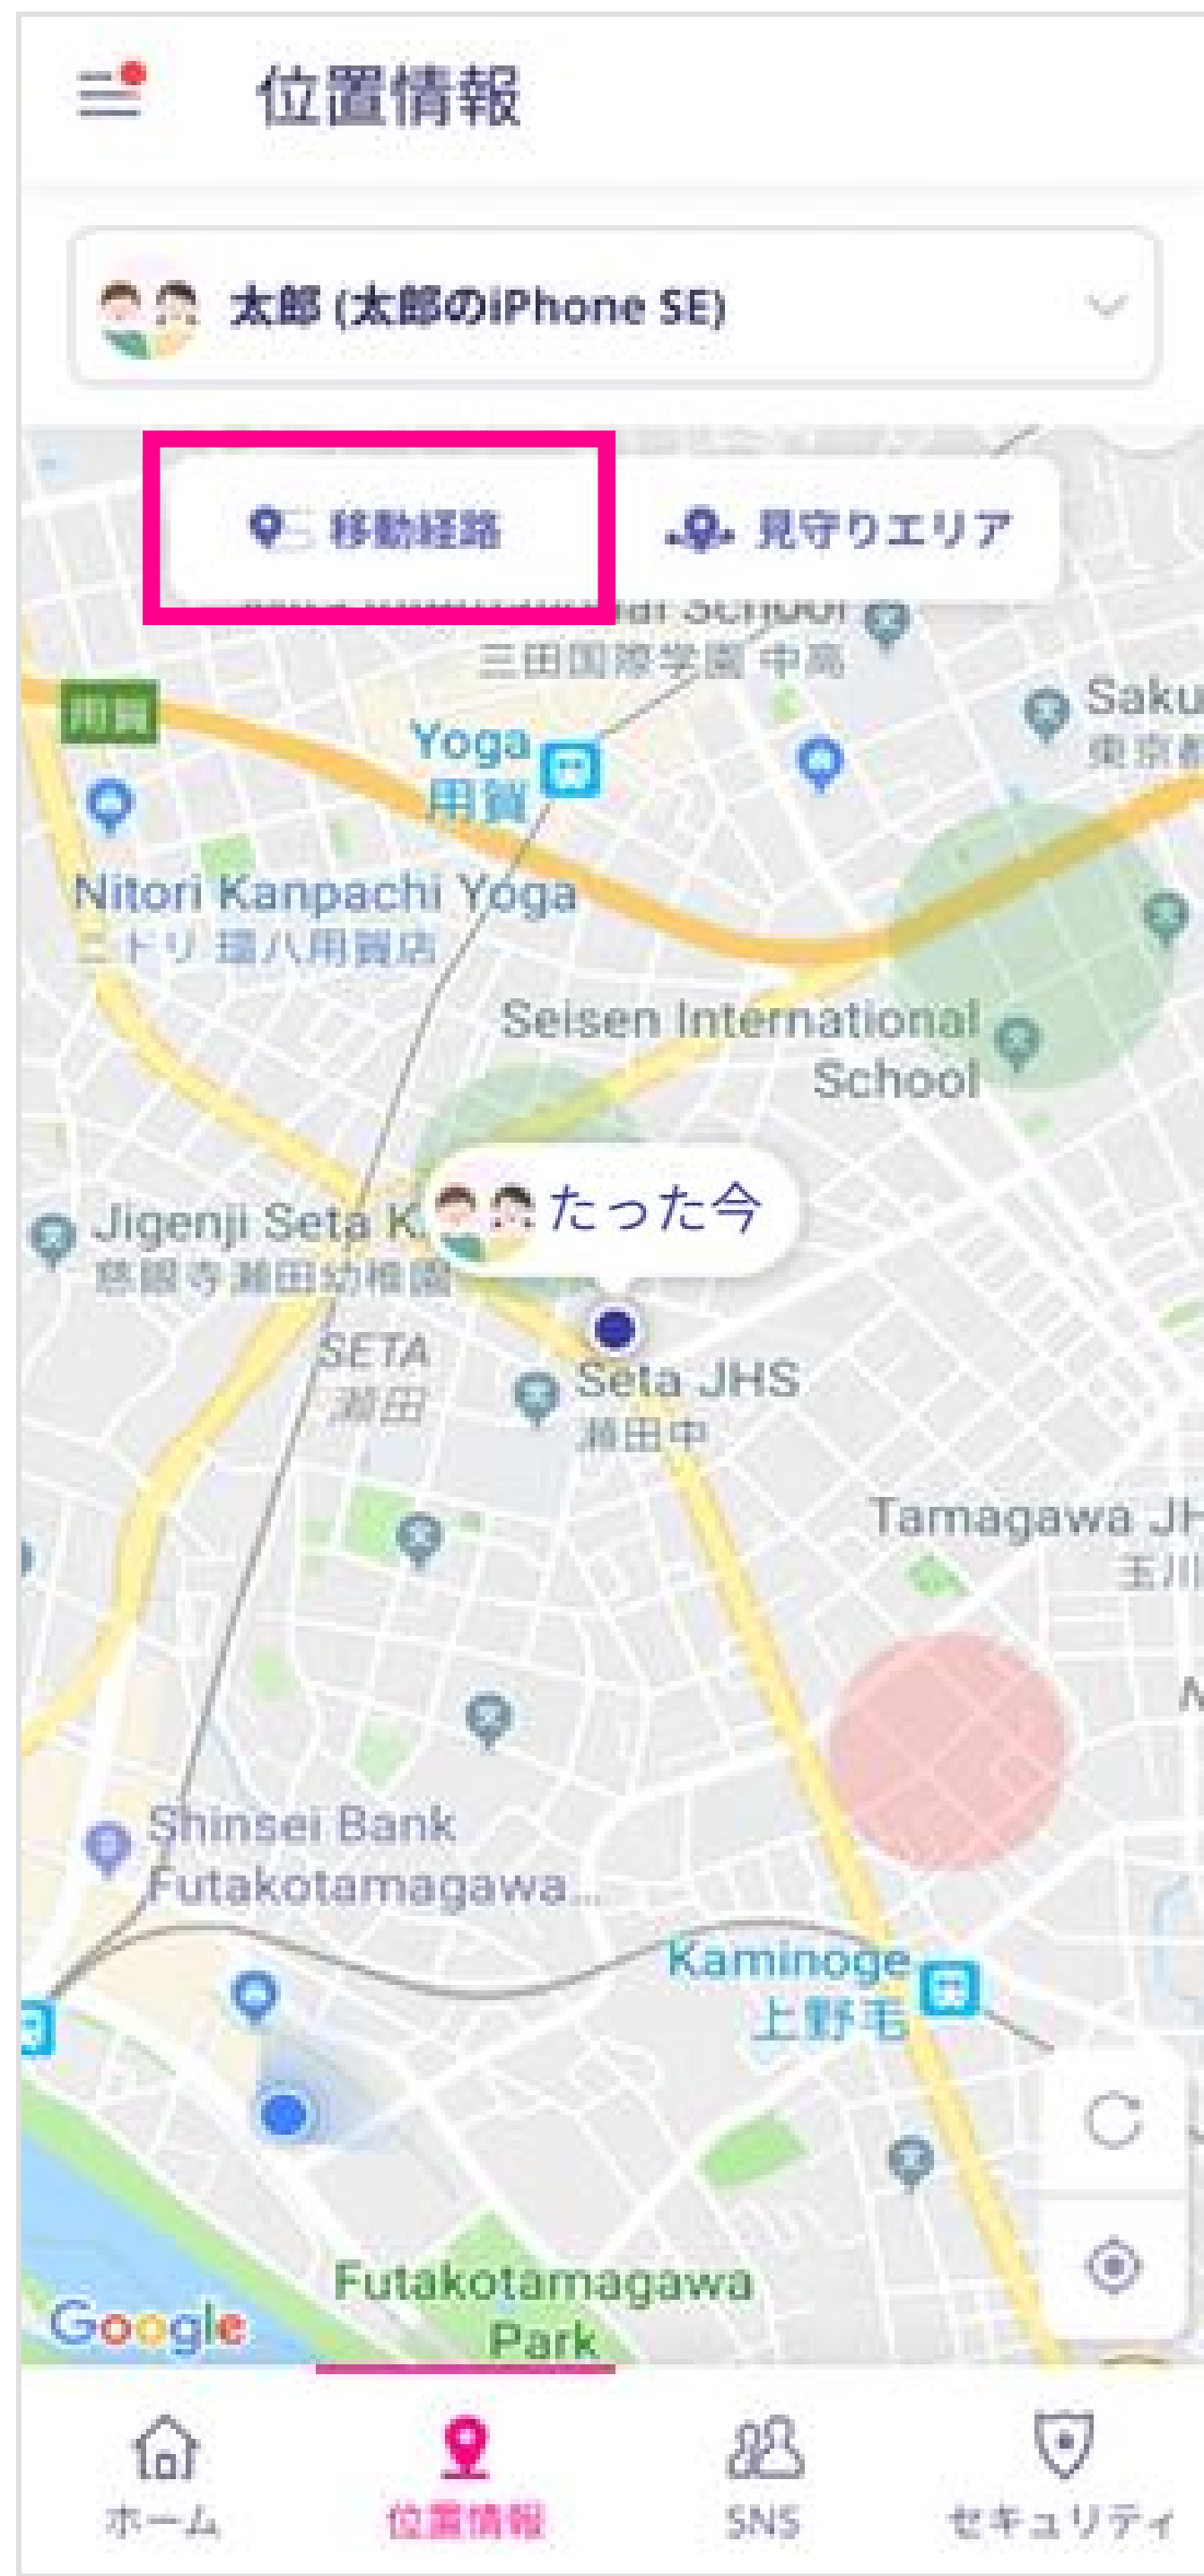 位置情報
太郎 (太郎のiPhone SE)
移動経路
見守りエリア
School
三田国際学園 中高
用賀
Yoga
用賀
Saku
東京都
Nitori Kanpachi Yoga
ニトリ 環八用賀店
Seisen International
School
たった今
Jigenji Seta K.
慈眼寺瀬田幼稚園
SETA
瀬田
Seta JHS
瀬田中
Tamagawa JH
玉川
Shinsei Bank
Futakotamagawa...
Kaminoge
上野毛
Futakotamagawa
Park
Google
ホーム
位置情報
SNS
セキュリティ